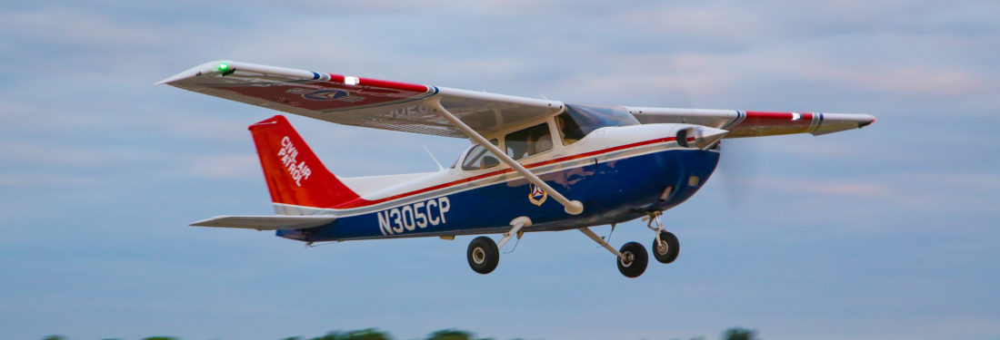 CIVIL AIR
PATROL
N305CP